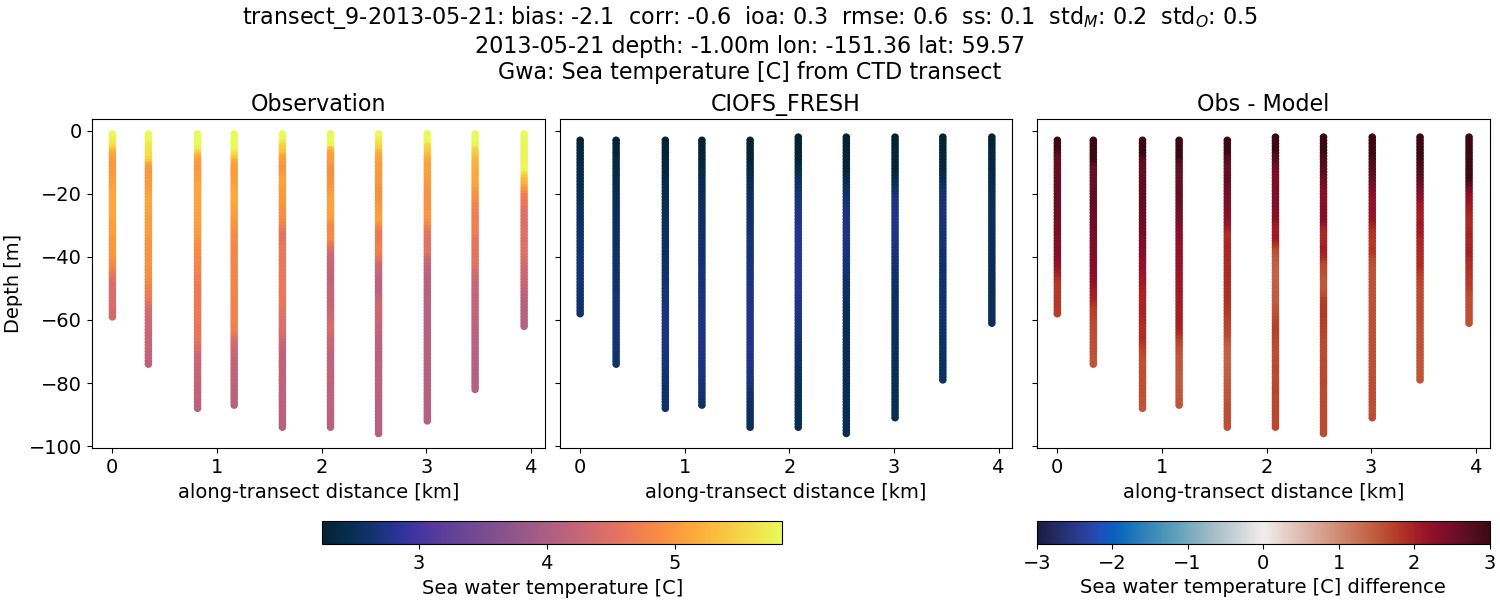 transect_9-2013-05-21: bias: -2.1  corr: -0.6  ioa: 0.3  rmse: 0.6  ss: 0.1  std_M: 0.2  std_O: 0.5
2013-05-21 depth: -1.00m lon: -151.36 lat: 59.57
Gwa: Sea temperature [C] from CTD transect
Observation
CIOFS_FRESH
Obs - Model
Depth [m]
0
−20
−40
−60
−80
−100
0 1 2 3 4
0 1 2 3 4
0 1 2 3 4
along-transect distance [km]
along-transect distance [km]
along-transect distance [km]
3 4 5
Sea water temperature [C]
−3 −2 −1 0 1 2 3
Sea water temperature [C] difference